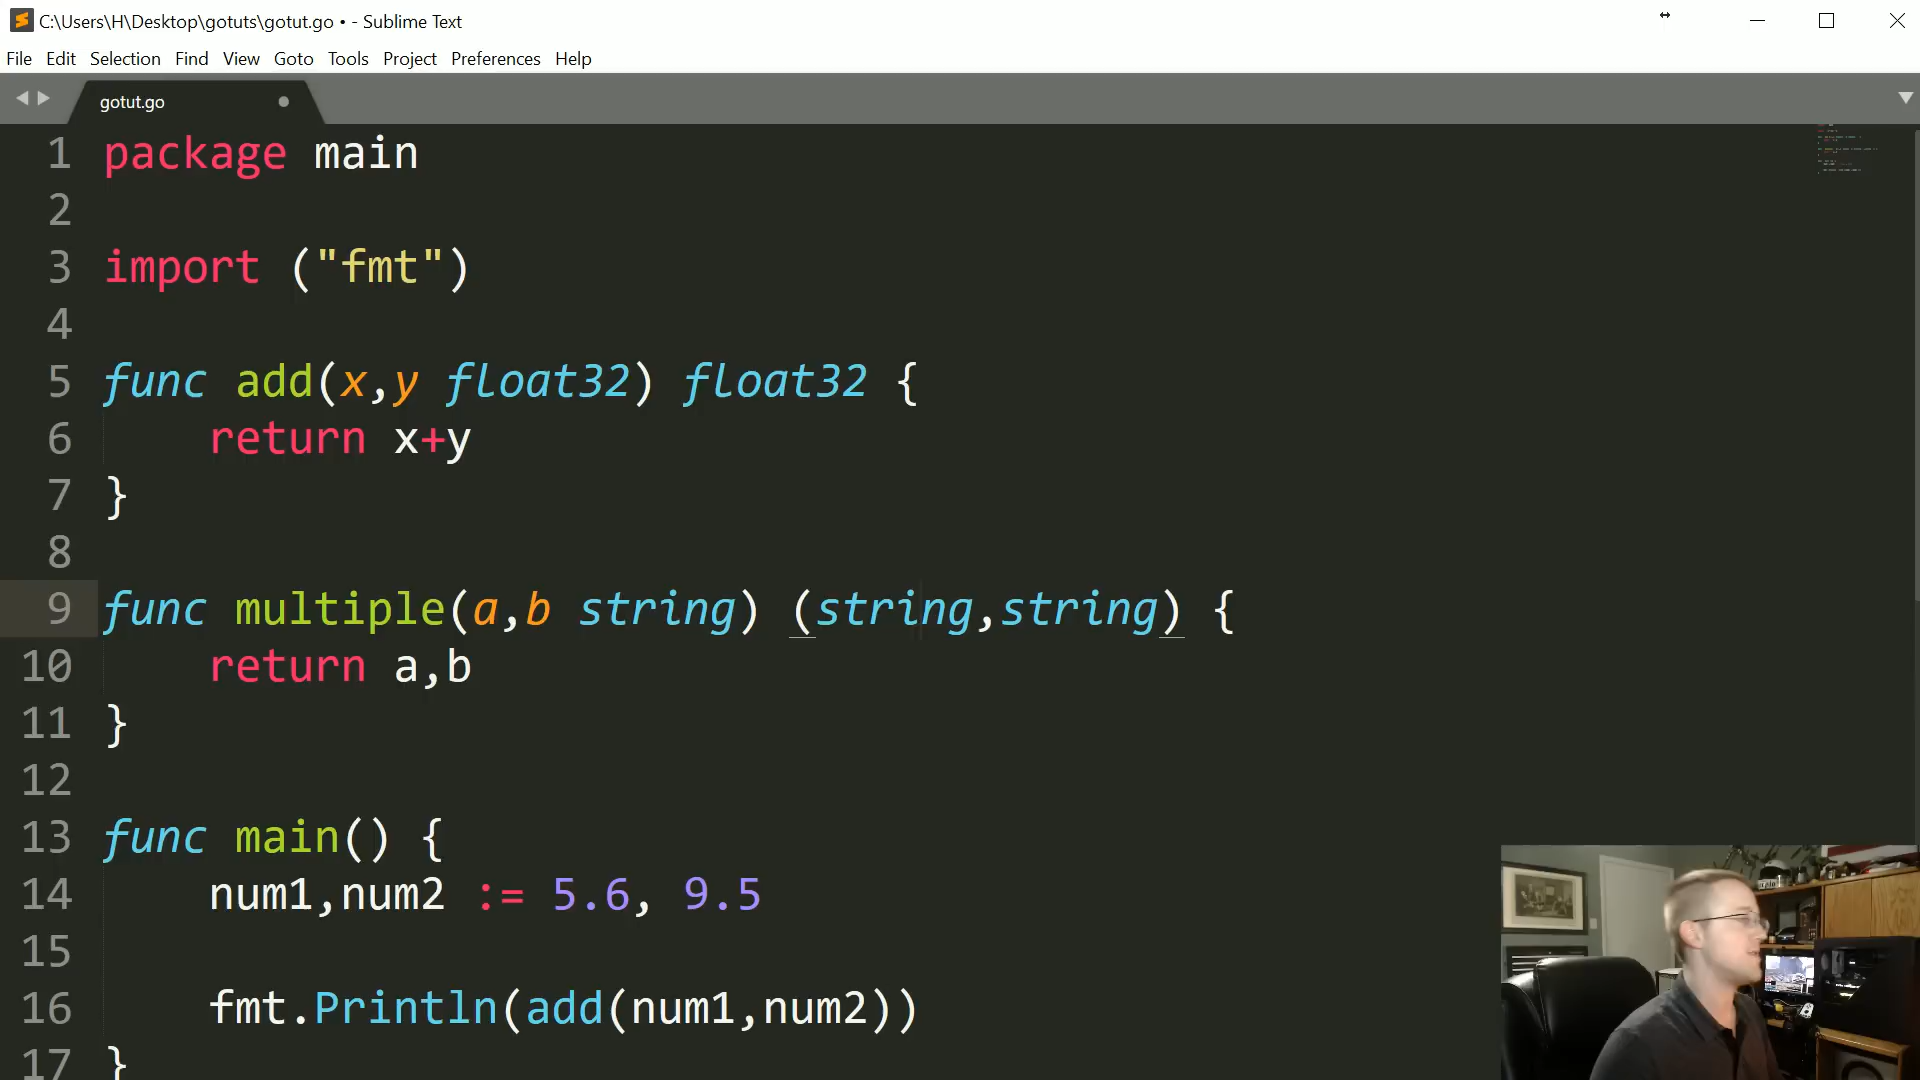 C:\Users\H\Desktop\gotuts\gotut.go • - Sublime Text
File Edit Selection Find View Goto Tools Project Preferences Help
gotut.go
1 package main
2
3 import ("fmt")
4
5 func add(x,y float32) float32 {
6 return x+y
7 }
8
9 func multiple(a,b string) (string,string) {
10 return a,b
11 }
12
13 func main() {
14 num1,num2 := 5.6, 9.5
15
16 fmt.Println(add(num1,num2))
17 }